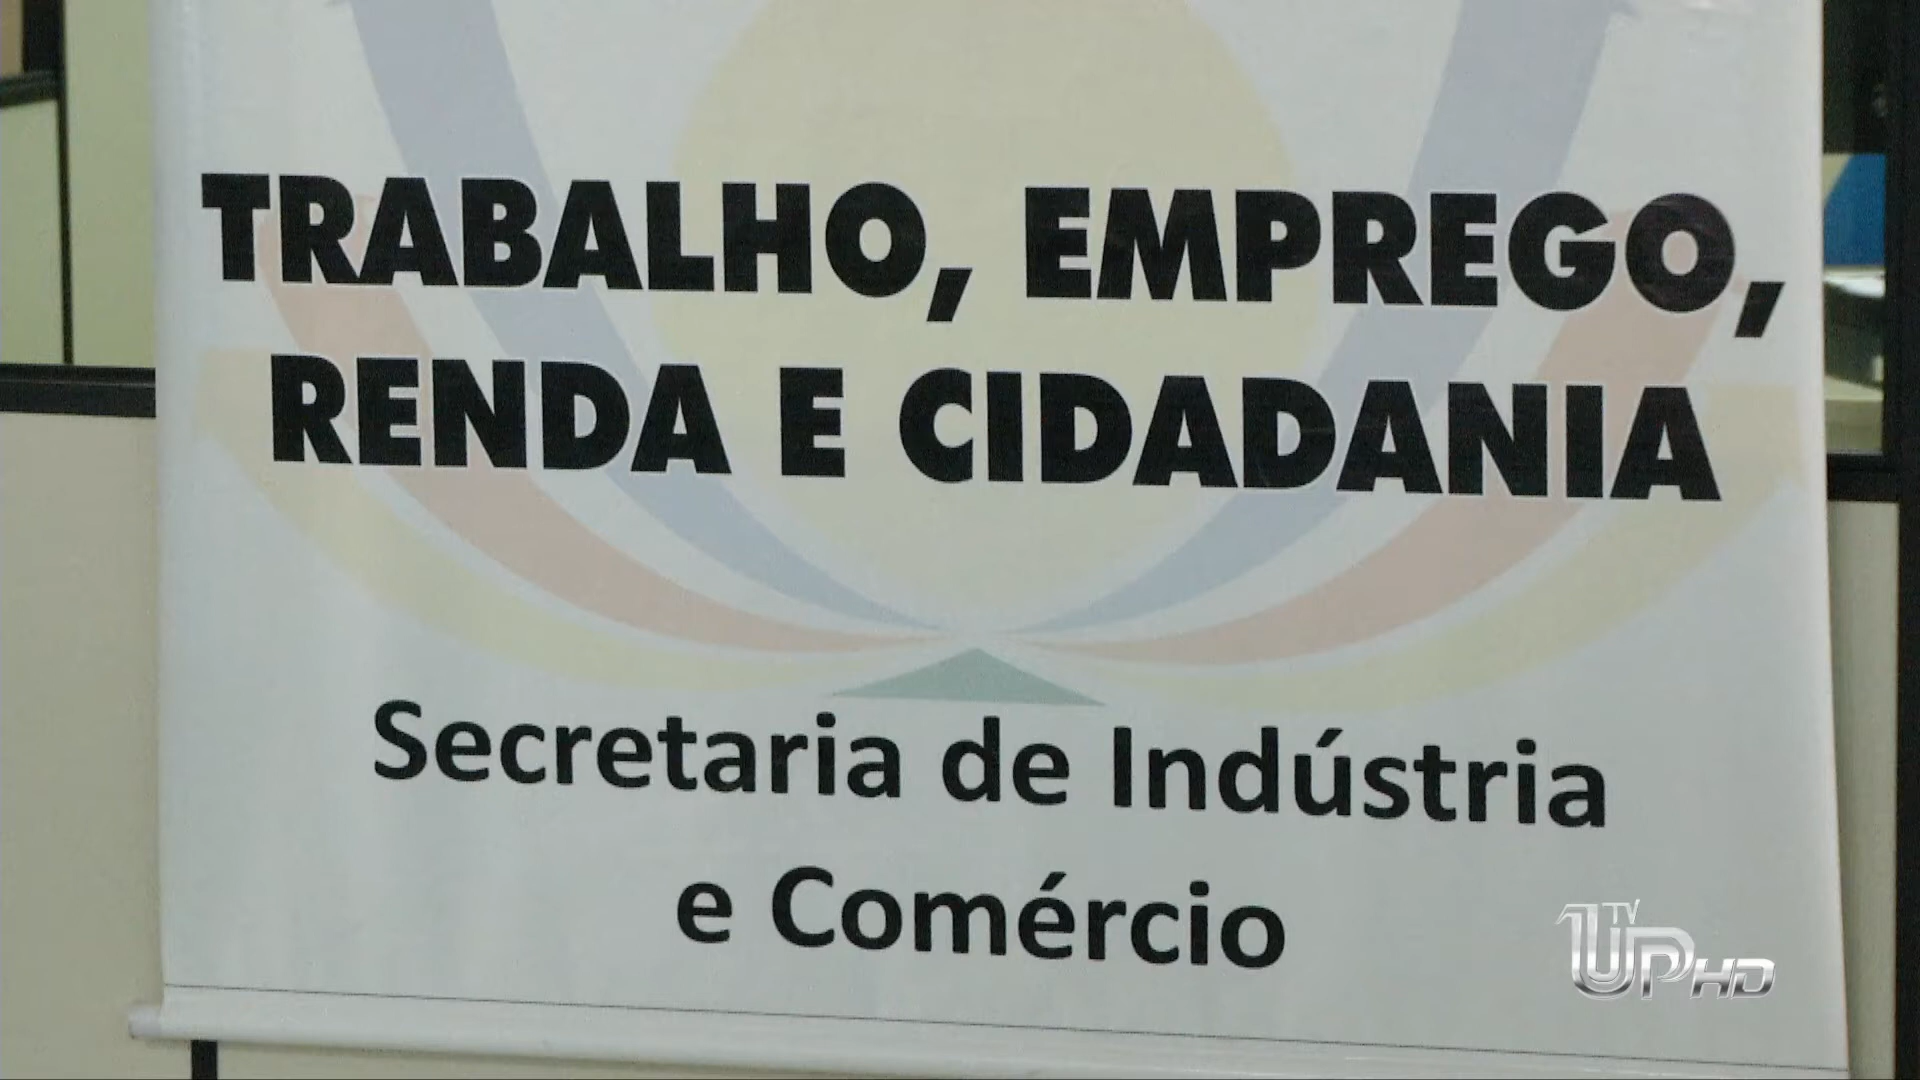 TRABALHO, EMPREGO,
RENDA E CIDADANIA
Secretaria de Indústria
e Comércio
TV
UP HD